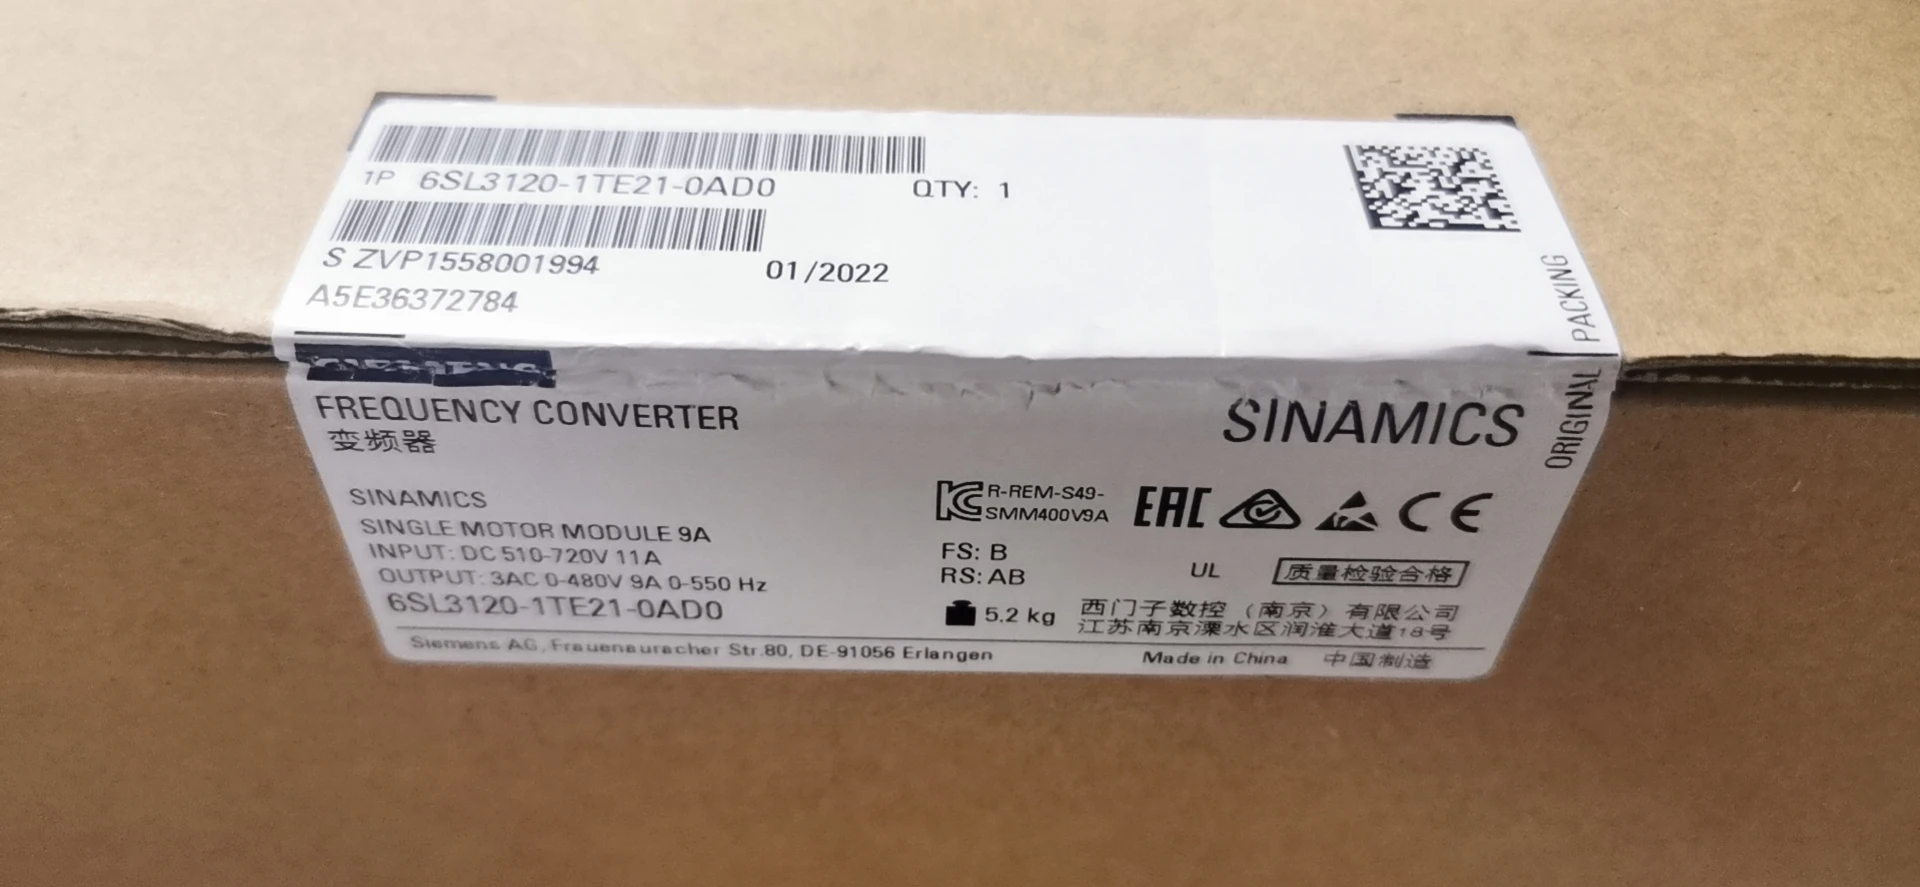 1P 6SL3120-1TE21-0AD0 QTY: 1
S ZVP1558001994 01/2022
A5E36372784
ORIGINAL PACKING
FREQUENCY CONVERTER SINAMICS
变频器
SINAMICS
SINGLE MOTOR MODULE 9A
INPUT: DC 510-720V 11A
OUTPUT: 3AC 0-480V 9A 0-550 Hz
6SL3120-1TE21-0AD0
R-REM-S49-
SMM400V9A
EAC CE
FS: B
RS: AB
UL 质量检验合格
5.2 kg
西门子数控（南京）有限公司
江苏南京溧水区润淮大道18号
Siemens AG, Frauenauracher Str.80, DE-91056 Erlangen
Made in China 中国制造